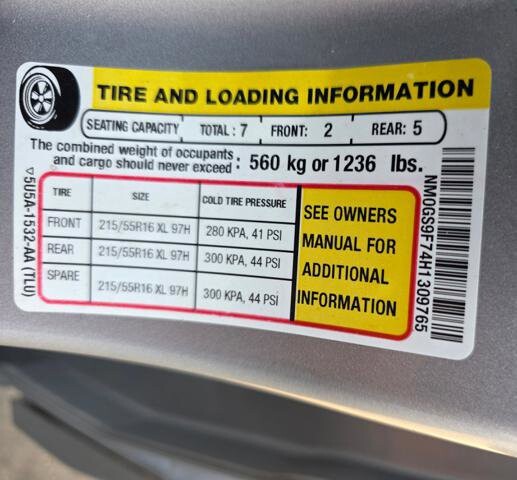 TIRE AND LOADING INFORMATION
SEATING CAPACITY TOTAL: 7 FRONT: 2 REAR: 5
The combined weight of occupants and cargo should never exceed: 560 kg or 1236 lbs.
TIRE SIZE COLD TIRE PRESSURE
FRONT 215/55R16 XL 97H 280 KPA, 41 PSI
REAR 215/55R16 XL 97H 300 KPA, 44 PSI
SPARE 215/55R16 XL 97H 300 KPA, 44 PSI
SEE OWNERS
MANUAL FOR
ADDITIONAL
INFORMATION
▽5U5A-1532-AA (TLU)
NM0GS9F74H1309765